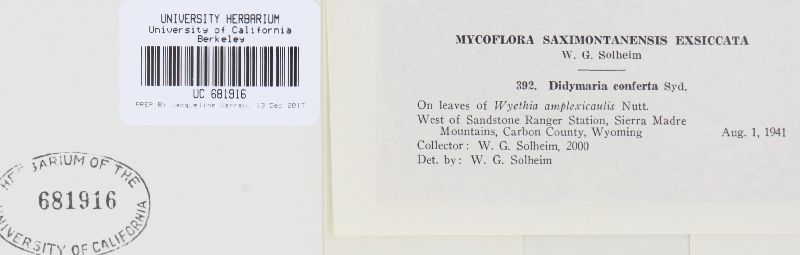 UNIVERSITY HERBARIUM
University of California
Berkeley
UC 681916
PREP By Jacqueline Warren, 13 Dec 2017
HERBARIUM OF THE
681916
UNIVERSITY OF CALIFORNIA
MYCOFLORA SAXIMONTANENSIS EXSICCATA
W. G. Solheim
392. Didymaria conferta Syd.
On leaves of Wyethia amplexicaulis Nutt.
West of Sandstone Ranger Station, Sierra Madre
Mountains, Carbon County, Wyoming Aug. 1, 1941
Collector: W. G. Solheim, 2000
Det. by: W. G. Solheim